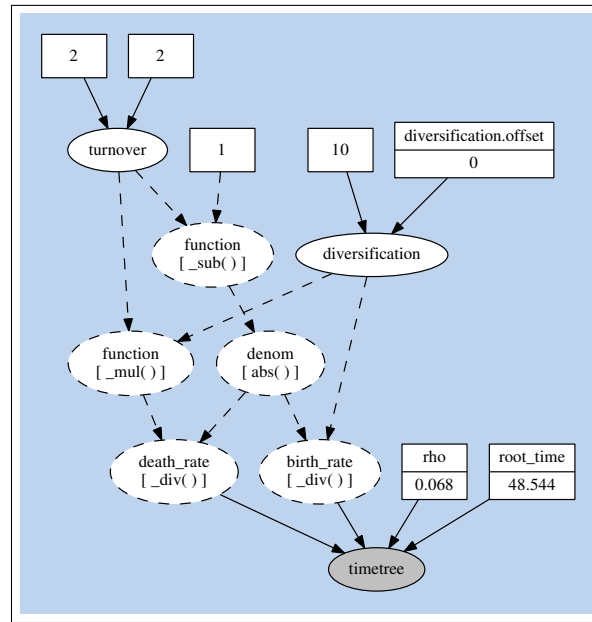 2
2
turnover
1
10
diversification.offset
0
function
[ _sub( ) ]
diversification
function
[ _mul( ) ]
denom
[ abs( ) ]
death_rate
[ _div( ) ]
birth_rate
[ _div( ) ]
rho
0.068
root_time
48.544
timetree